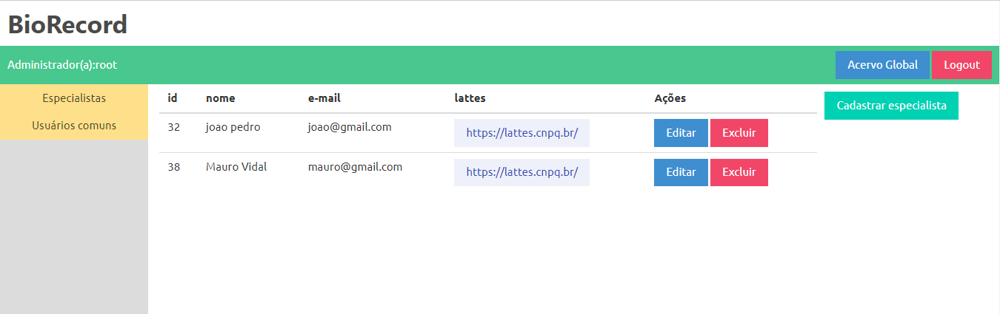 BioRecord
Administrador(a):root Acervo Global Logout
Especialistas
Usuários comuns
id nome e-mail lattes Ações
32 joao pedro joao@gmail.com https://lattes.cnpq.br/ Editar Excluir
38 Mauro Vidal mauro@gmail.com https://lattes.cnpq.br/ Editar Excluir
Cadastrar especialista